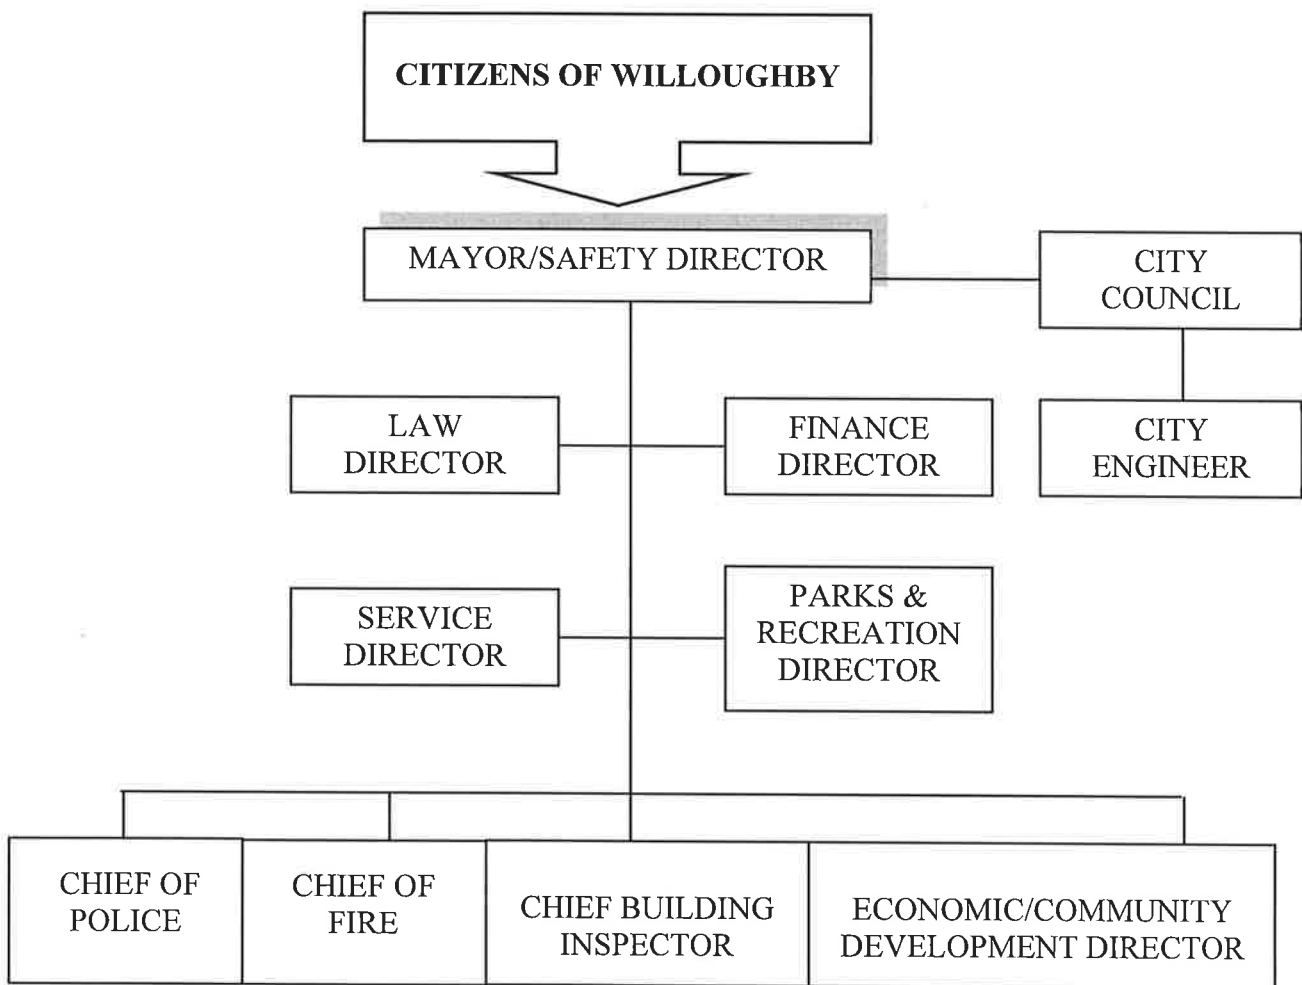 CITIZENS OF WILLOUGHBY
MAYOR/SAFETY DIRECTOR
CITY
COUNCIL
LAW
DIRECTOR
FINANCE
DIRECTOR
CITY
ENGINEER
SERVICE
DIRECTOR
PARKS &
RECREATION
DIRECTOR
CHIEF OF
POLICE
CHIEF OF
FIRE
CHIEF BUILDING
INSPECTOR
ECONOMIC/COMMUNITY
DEVELOPMENT DIRECTOR